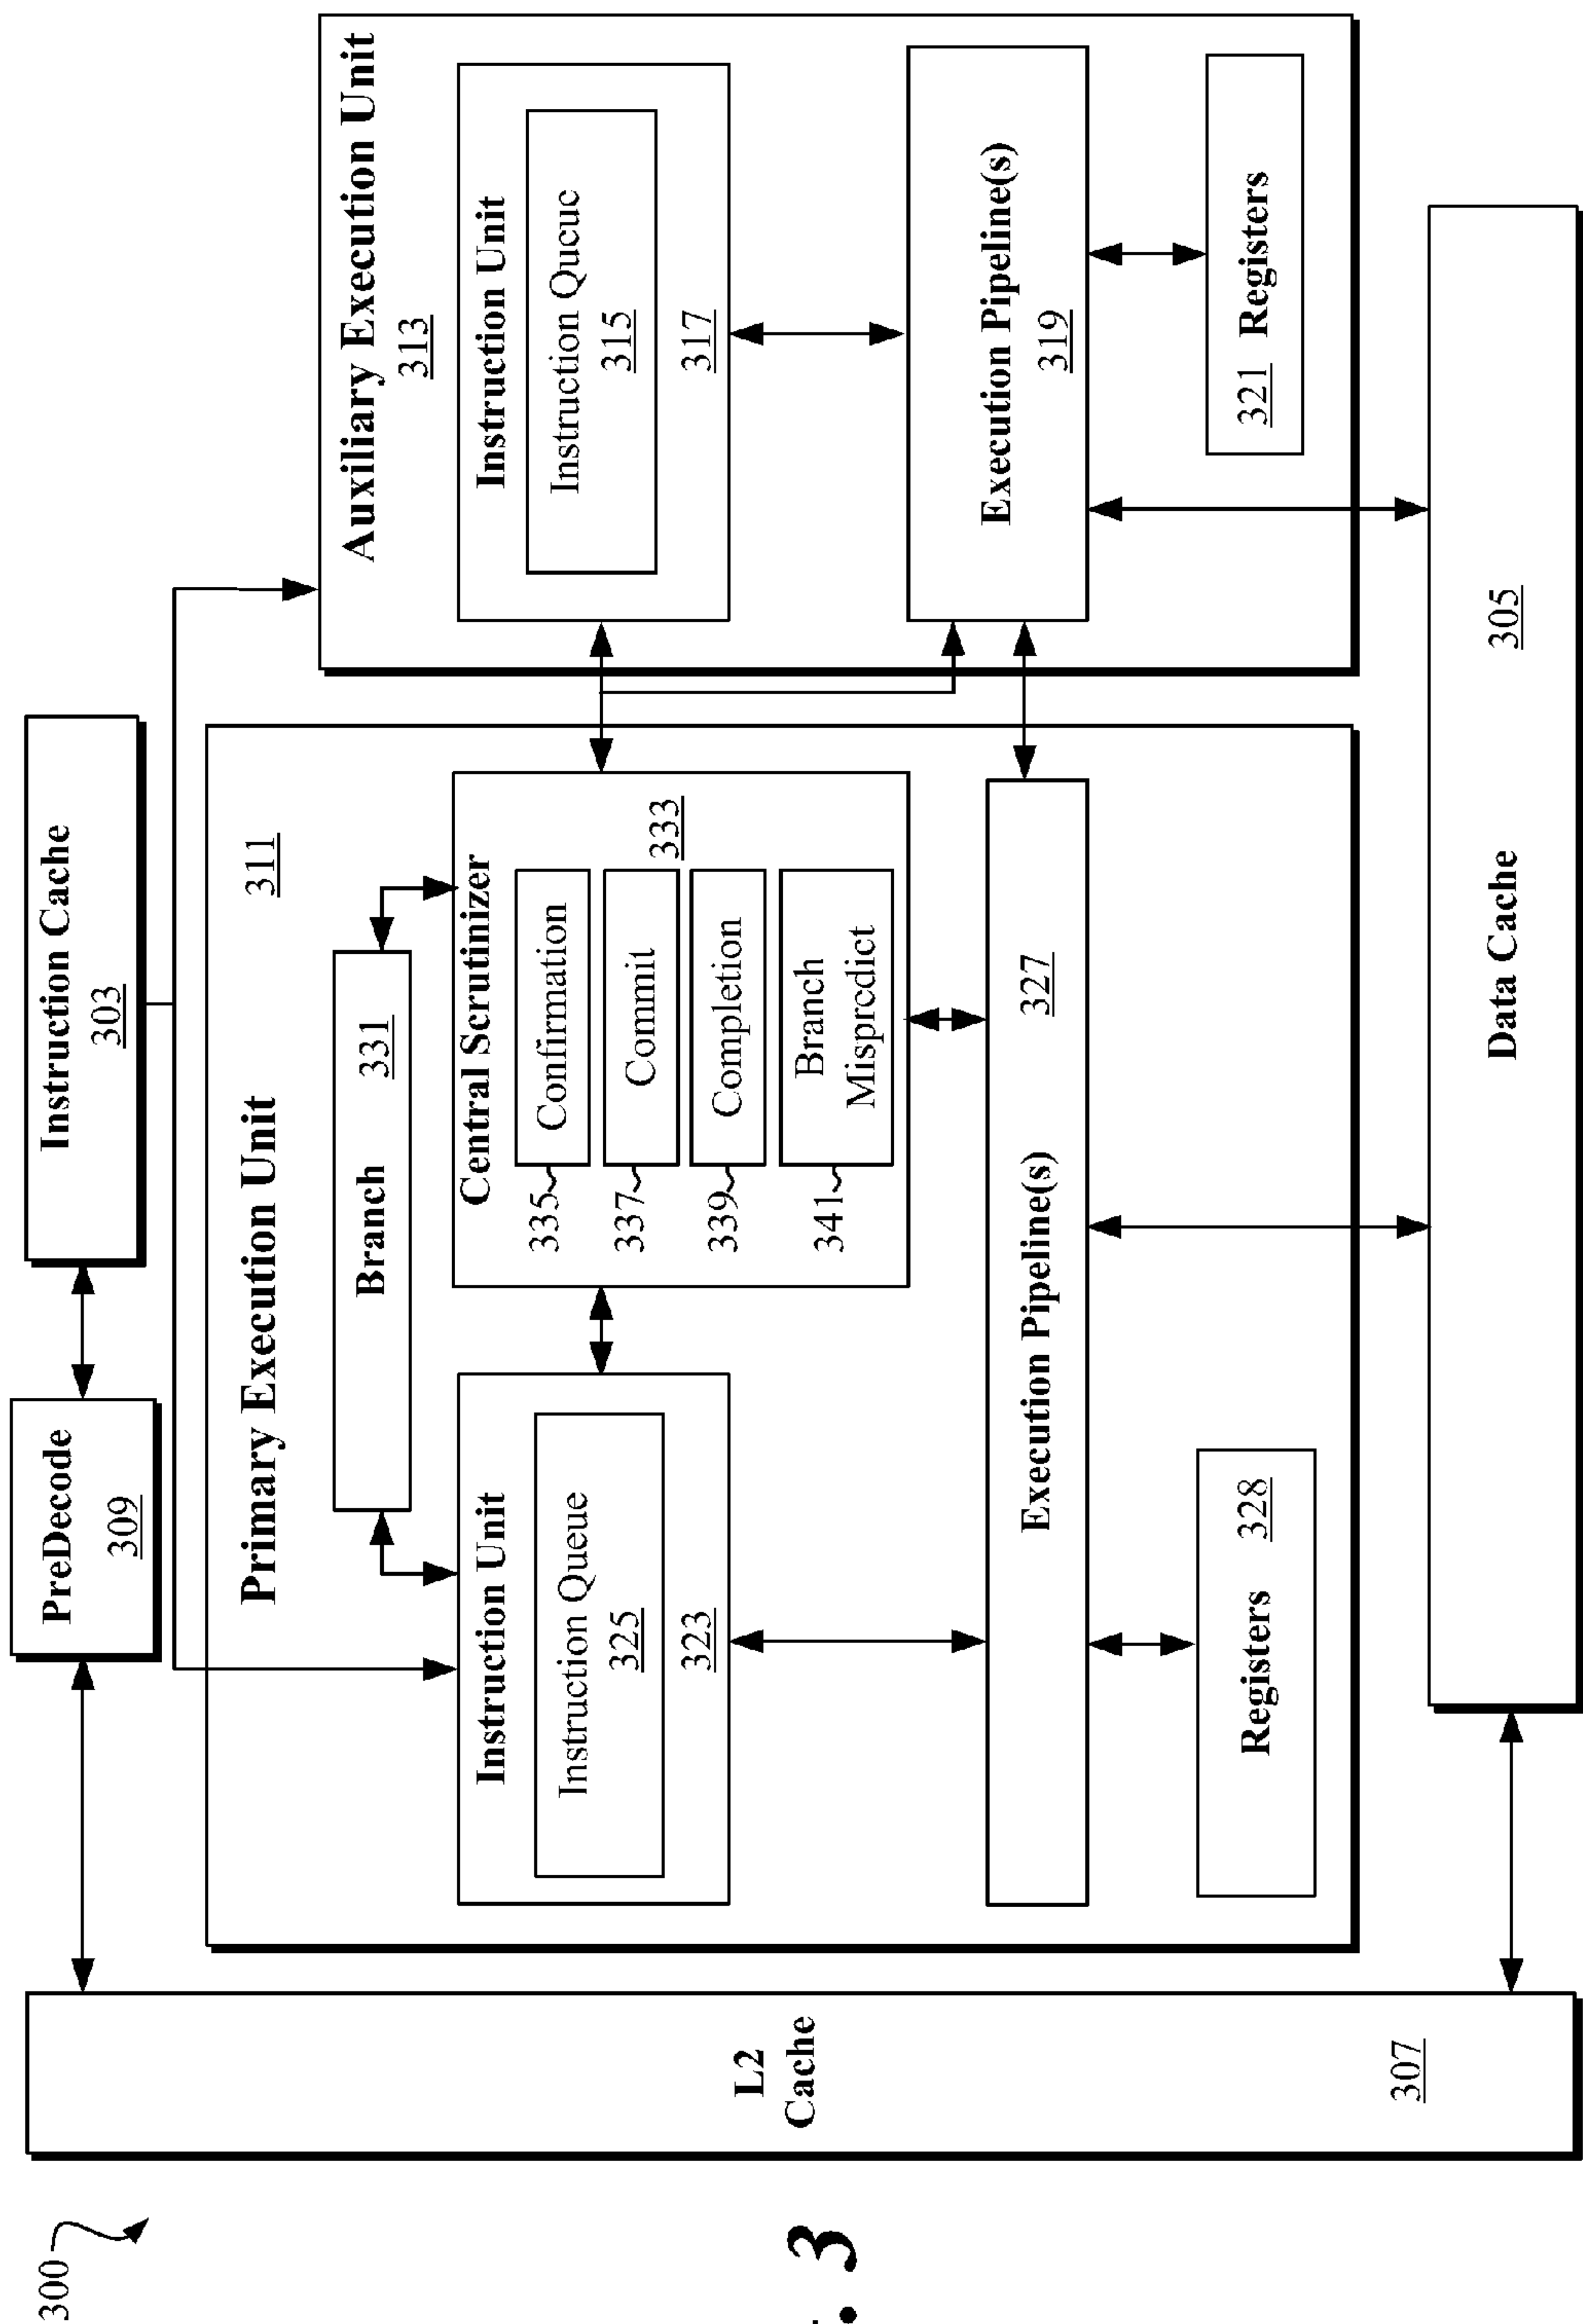 300
L2
Cache
307
PreDecode
309
Instruction Cache
303
Primary Execution Unit
311
Branch
331
Instruction Unit
Instruction Queue
325
323
Central Scrutinizer
333
335
Confirmation
337
Commit
339
Completion
341
Branch
Mispredict
Execution Pipeline(s)
327
Registers
328
Auxiliary Execution Unit
313
Instruction Unit
Instruction Queue
315
317
Execution Pipeline(s)
319
321
Registers
Data Cache
305
. 3